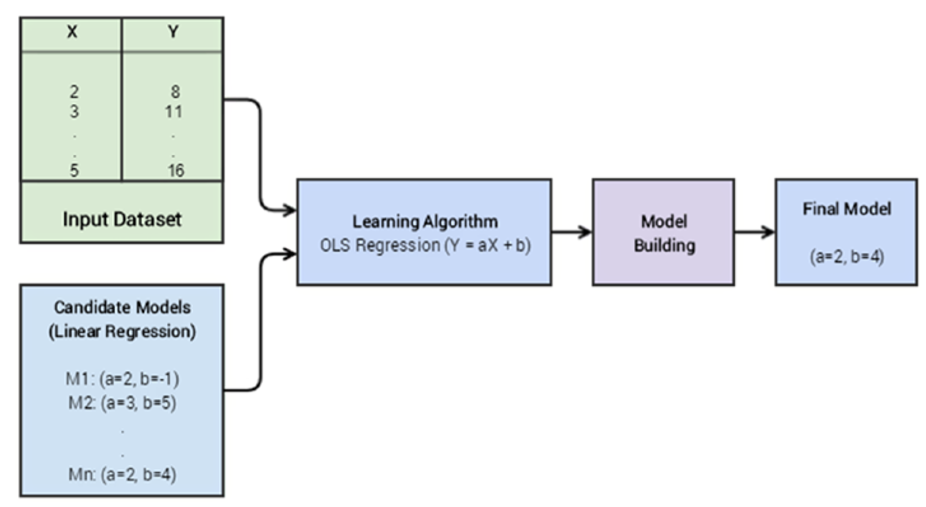 X Y
2 8
3 11
. .
. .
5 16
Input Dataset
Candidate Models
(Linear Regression)
M1: (a=2, b=-1)
M2: (a=3, b=5)
.
.
Mn: (a=2, b=4)
Learning Algorithm
OLS Regression (Y = aX + b)
Model
Building
Final Model
(a=2, b=4)